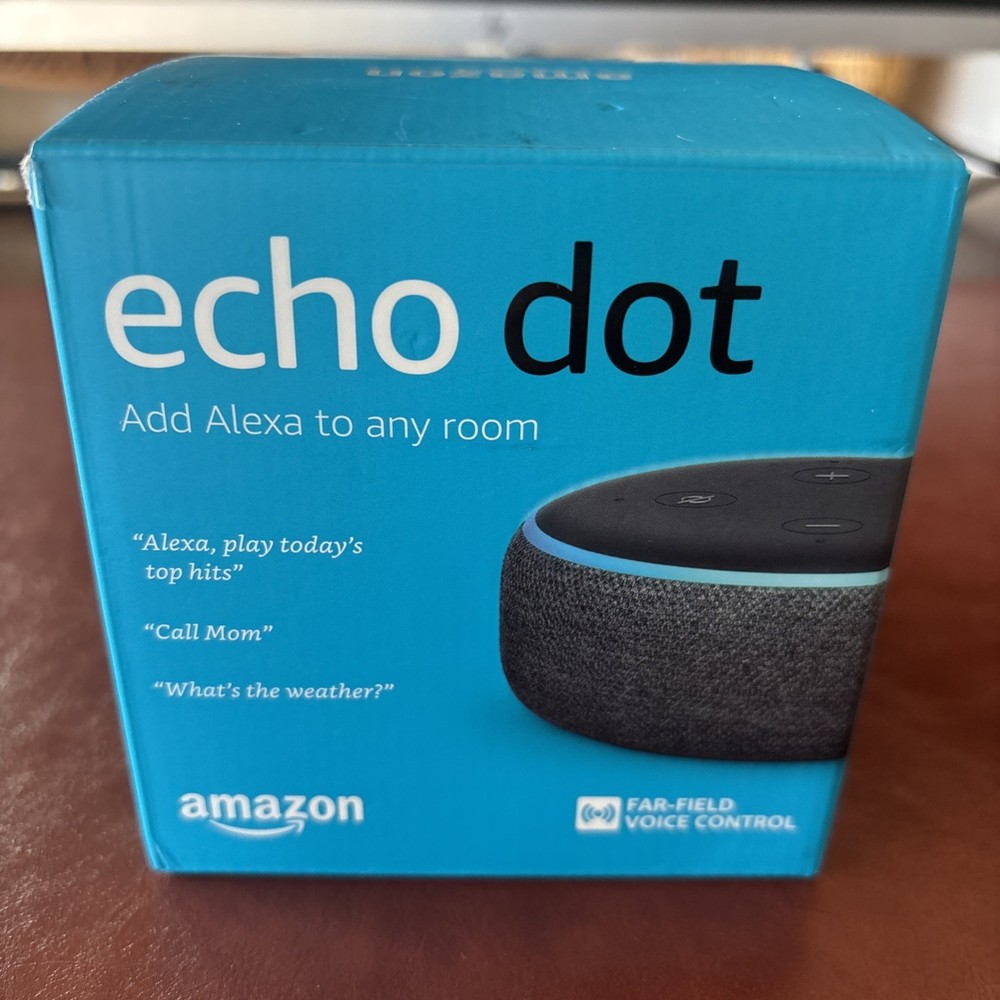 amazon
echo dot
Add Alexa to any room
“Alexa, play today’s
top hits”
“Call Mom”
“What’s the weather?”
amazon
FAR-FIELD
VOICE CONTROL